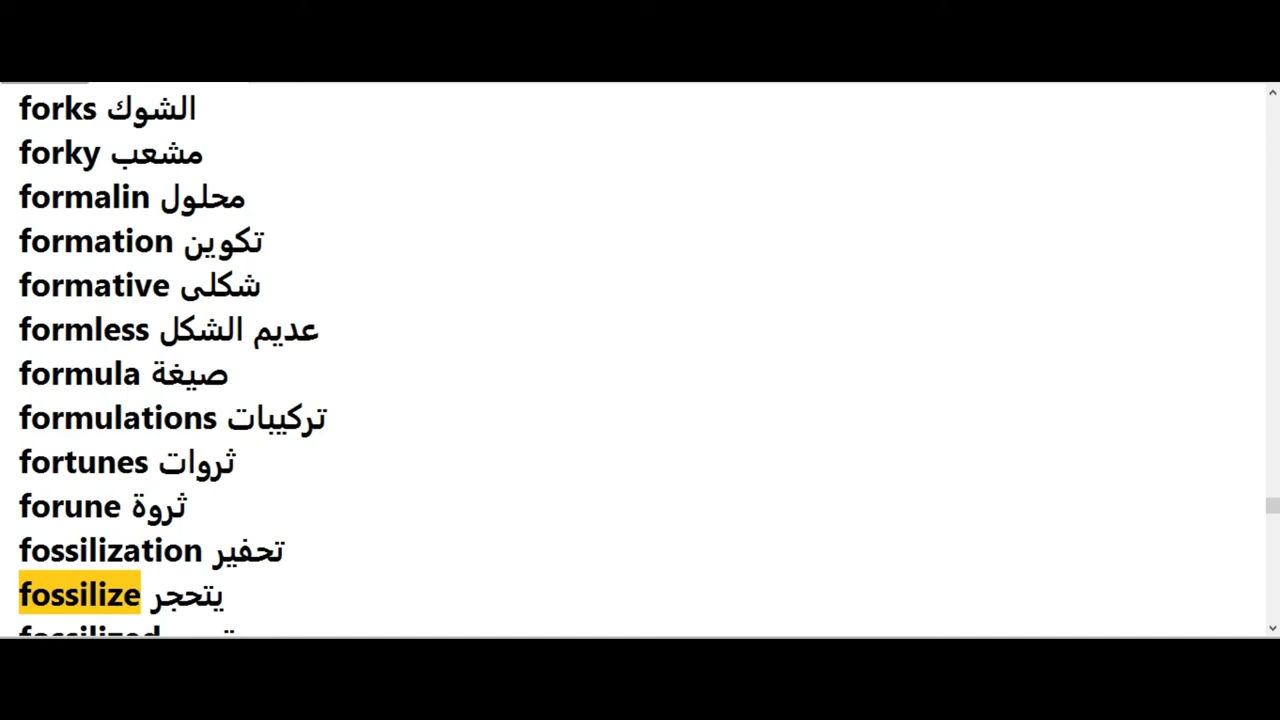 forks الشوك
forky مشعب
formalin محلول
formation تكوين
formative شكلى
formless عديم الشكل
formula صيغة
formulations تركيبات
fortunes ثروات
forune ثروة
fossilization تحفير
fossilize يتحجر
fossilized